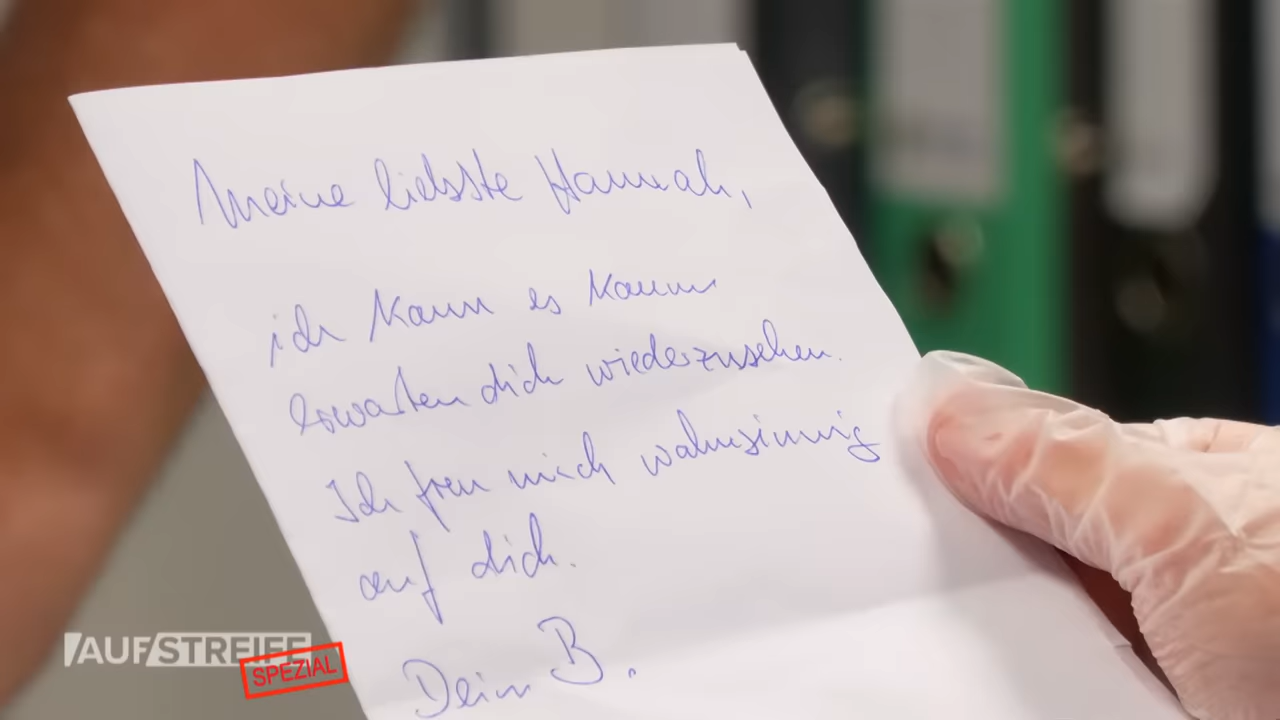 Meine liebste Hannah,
ich kann es kaum
erwarten dich wiederzusehen.
Ich freu mich wahnsinnig
auf dich.
Dein B.
AUF STREIFE
SPEZIAL